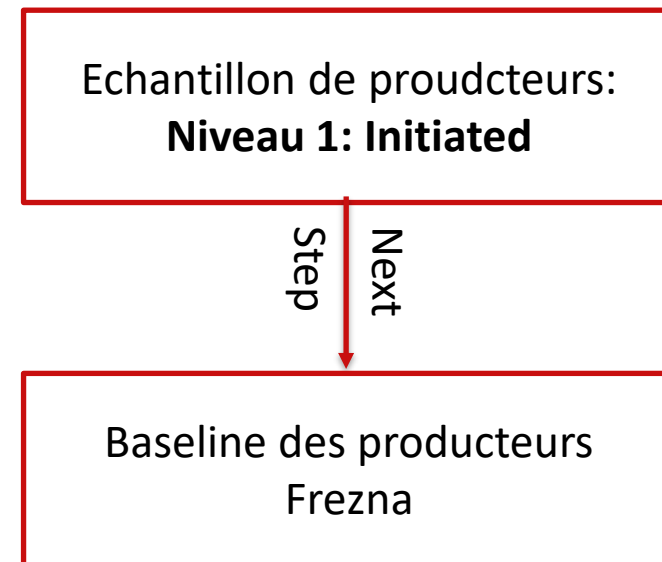 Echantillon de proudcteurs:
Niveau 1: Initiated
Next
Step
Baseline des producteurs
Frezna